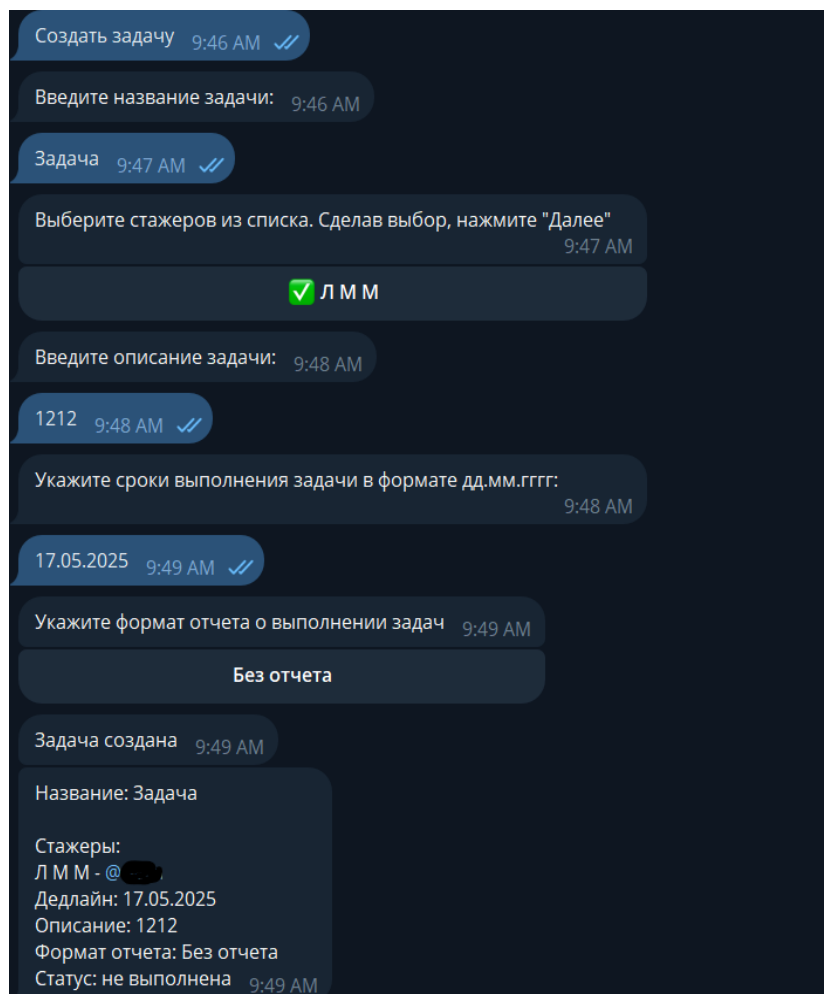 Создать задачу 9:46 AM
Введите название задачи: 9:46 AM
Задача 9:47 AM
Выберите стажеров из списка. Сделав выбор, нажмите "Далее"
9:47 AM
✅ Л М М
Введите описание задачи: 9:48 AM
1212 9:48 AM
Укажите сроки выполнения задачи в формате дд.мм.гггг:
9:48 AM
17.05.2025 9:49 AM
Укажите формат отчета о выполнении задач 9:49 AM
Без отчета
Задача создана 9:49 AM
Название: Задача
Стажеры:
Л М М - @
Дедлайн: 17.05.2025
Описание: 1212
Формат отчета: Без отчета
Статус: не выполнена 9:49 AM